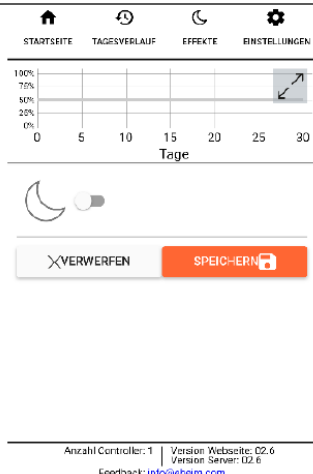 STARTSEITE TAGESVERLAUF EFFEKTE EINSTELLUNGEN
100%
75%
50%
25%
0%
0 5 10 15 20 25 30
Tage
VERWERFEN SPEICHERN
Anzahl Controller: 1 Version Webseite: 02.6
Version Server: 02.6
Feedback: info@eheim.com